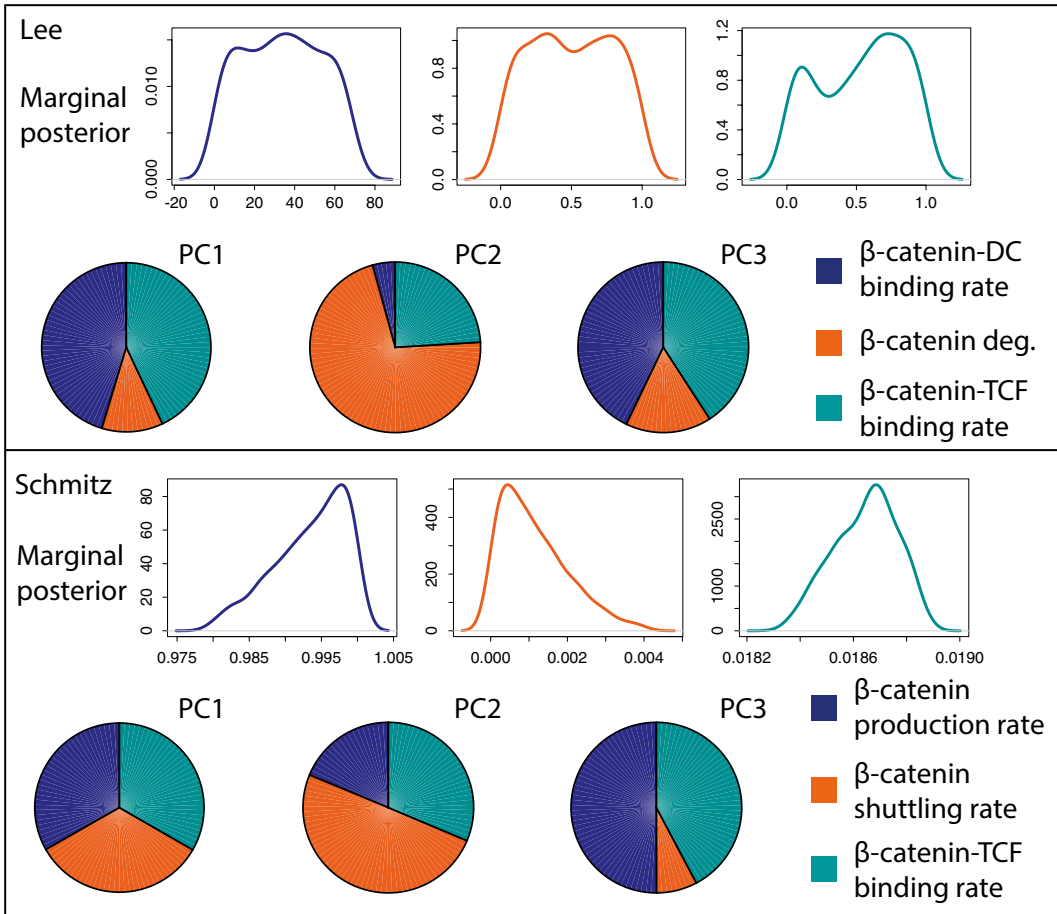 Lee
Marginal
posterior
0.000
0.010
-20 0 20 40 60 80
0.0 0.4 0.8
0.0 0.5 1.0
0.0 0.4 0.8 1.2
0.0 0.5 1.0
PC1
PC2
PC3
β-catenin-DC
binding rate
β-catenin deg.
β-catenin-TCF
binding rate
Schmitz
Marginal
posterior
0 20 40 60 80
0.975 0.985 0.995 1.005
0 200 400
0.000 0.002 0.004
0 1000 2500
0.0182 0.0186 0.0190
PC1
PC2
PC3
β-catenin
production rate
β-catenin
shuttling rate
β-catenin-TCF
binding rate